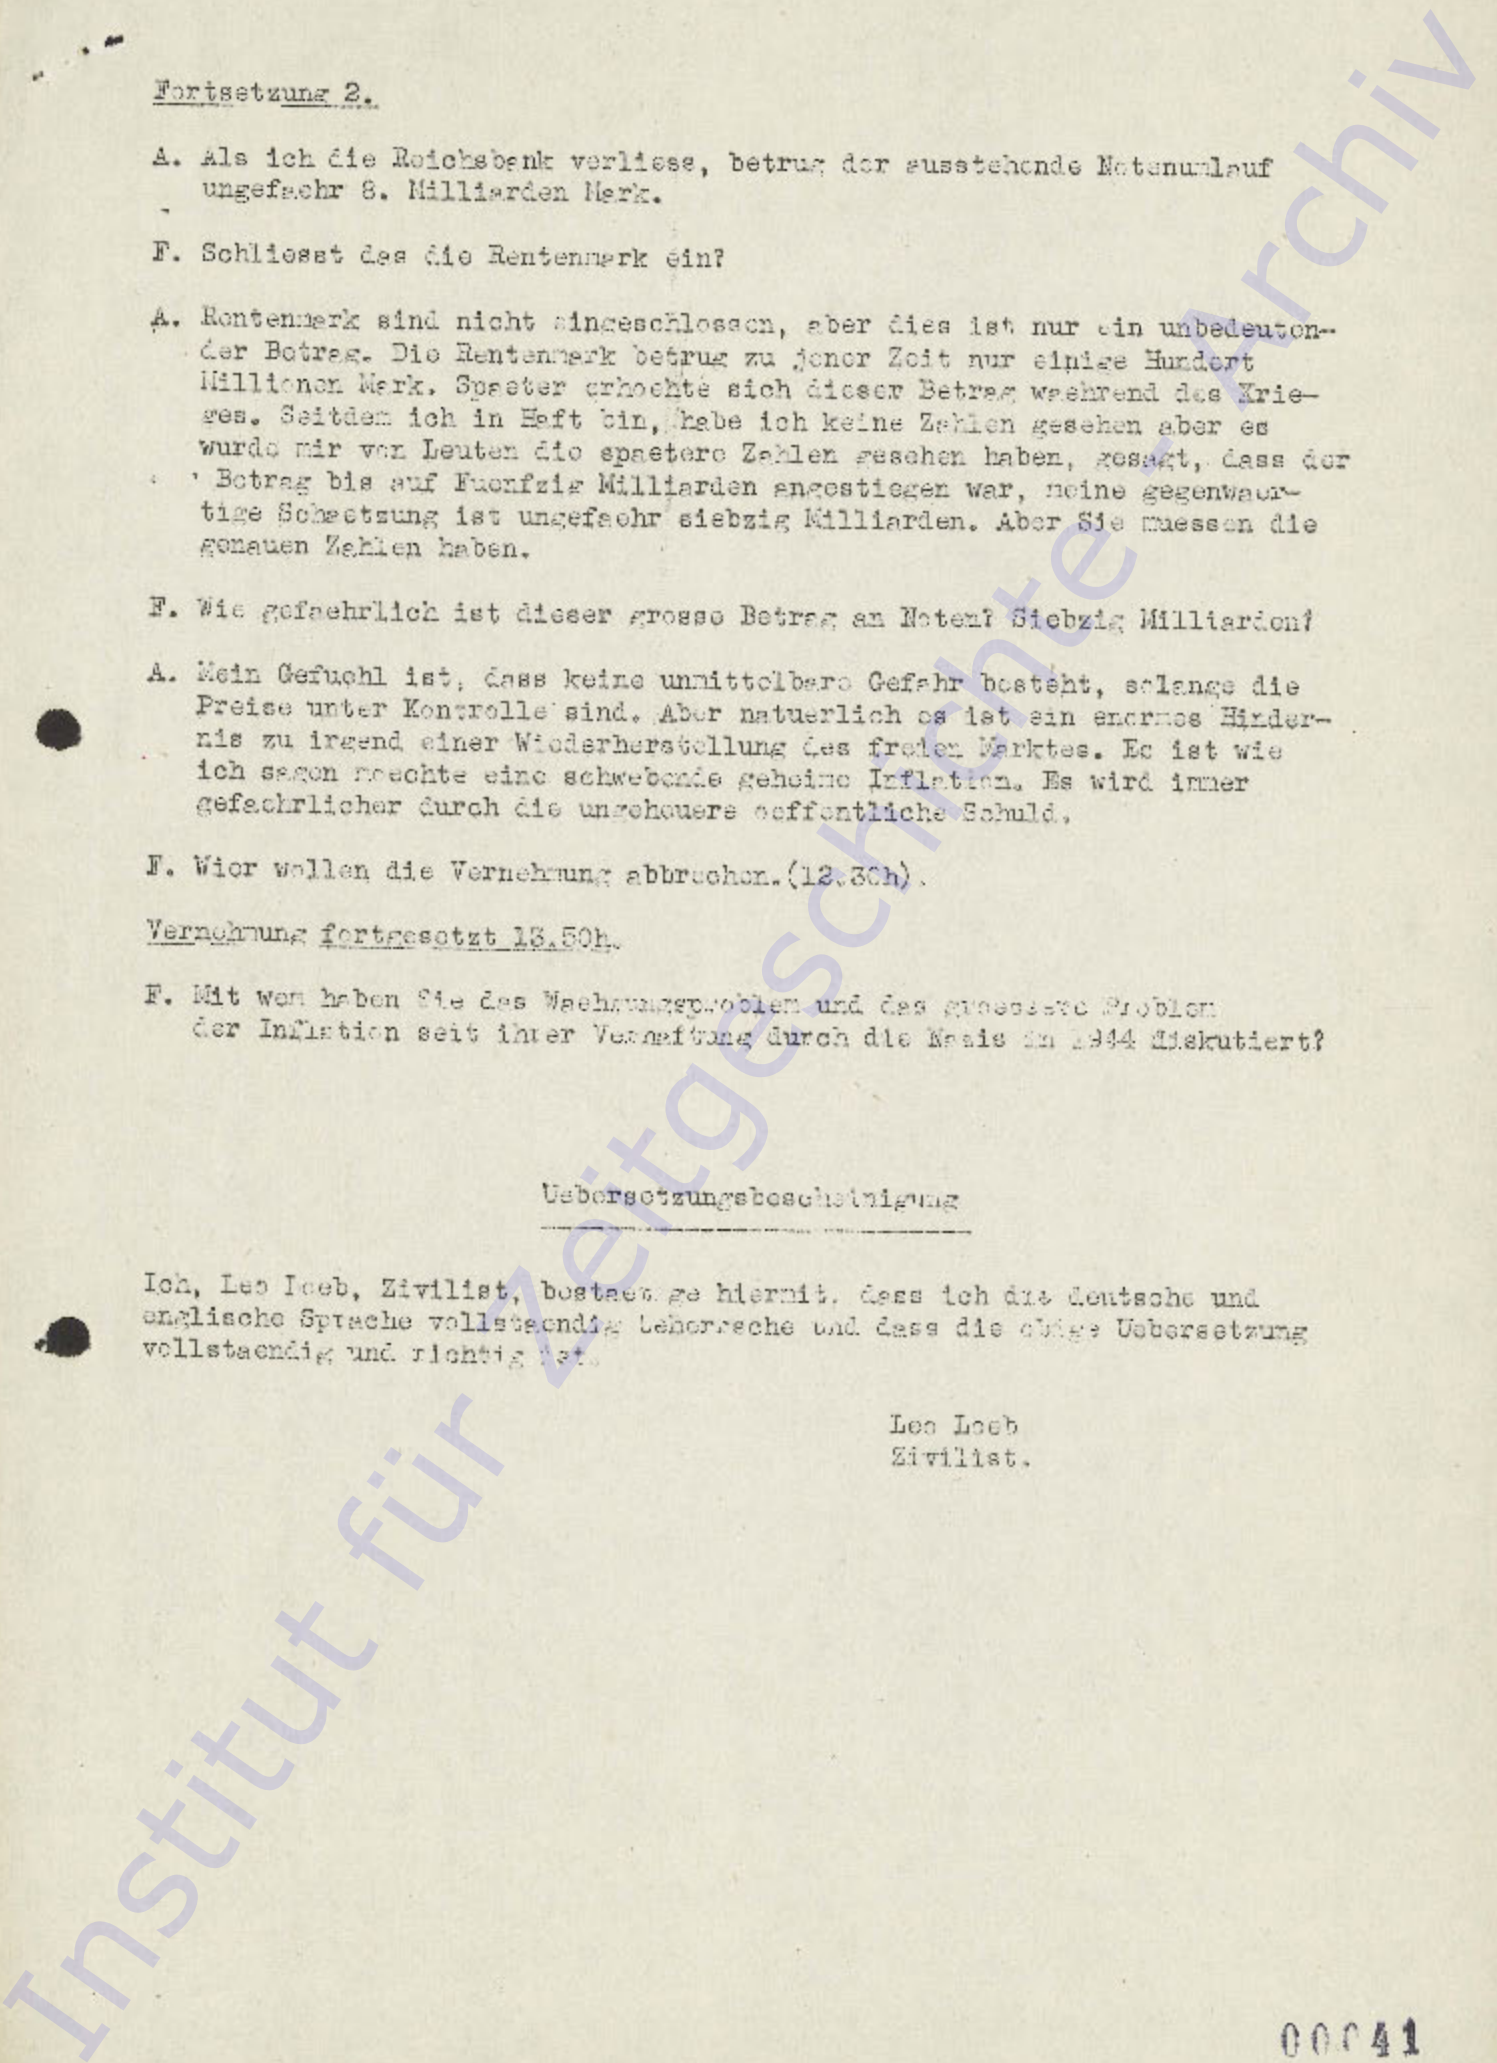 Fortsetzung 2.
A. Als ich die Reichsbank verliess, betrug der ausstehende Notenumlauf
ungefaehr 8. Milliarden Mark.
F. Schliesst das die Rentenmark ein?
A. Rentenmark sind nicht eingeschlossen, aber dies ist nur ein unbedeuten-
der Betrag. Die Rentenmark betrug zu jener Zeit nur einige Hundert
Millionen Mark. Spaeter erhoehte sich dieser Betrag waehrend des Krie-
ges. Seitdem ich in Haft bin, habe ich keine Zahlen gesehen aber es
wurde mir von Leuten die spaetere Zahlen gesehen haben, gesagt, dass der
Betrag bis auf Fuenfzig Milliarden angestiegen war, meine gegenwaer-
tige Schaetzung ist ungefaehr siebzig Milliarden. Aber Sie muessen die
genauen Zahlen haben.
F. Wie gefaehrlich ist dieser grosse Betrag an Noten? Siebzig Milliarden?
A. Mein Gefuehl ist, dass keine unmittelbare Gefahr besteht, solange die
Preise unter Kontrolle sind. Aber natuerlich es ist ein enormes Hinder-
nis zu irgend einer Wiederherstellung des freien Marktes. Es ist wie
ich sagen moechte eine schwebende geheime Inflation. Es wird immer
gefaehrlicher durch die ungeheuere oeffentliche Schuld.
F. Wier wollen die Vernehmung abbrechen.(12.30h).
Vernehmung fortgesetzt 13.50h.
F. Mit wem haben Sie das Waehrungsproblem und das groessere Problem
der Inflation seit ihrer Verhaftung durch die Nazis in 1944 diskutiert?
Uebersetzungsbescheinigung
Ich, Leo Loeb, Zivilist, bestaetige hiermit, dass ich die deutsche und
englische Sprache vollstaendig beherrsche und dass die obige Uebersetzung
vollstaendig und richtig ist.
Leo Loeb
Zivilist.
00041
Institut für Zeitgeschichte - Archiv